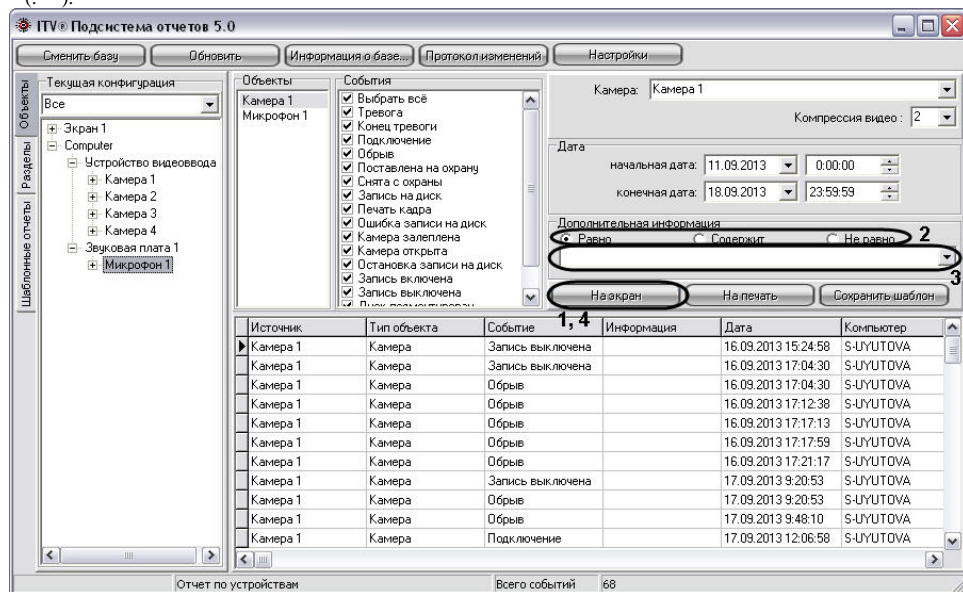 (. ).
ITV® Подсистема отчетов 5.0
Сменить базу Обновить Информация о базе... Протокол изменений Настройки
Объекты
Разделы
Шаблонные отчеты
Текущая конфигурация
Все
Экран 1
Computer
Устройство видеоввода
Камера 1
Камера 2
Камера 3
Камера 4
Звуковая плата 1
Микрофон 1
Объекты
Камера 1
Микрофон 1
События
Выбрать всё
Тревога
Конец тревоги
Подключение
Обрыв
Поставлена на охрану
Снята с охраны
Запись на диск
Печать кадра
Ошибка записи на диск
Камера залеплена
Камера открыта
Остановка записи на диск
Запись включена
Запись выключена
Камера: Камера 1
Компрессия видео : 2
Дата
начальная дата: 11.09.2013 0:00:00
конечная дата: 18.09.2013 23:59:59
Дополнительная информация
Равно Содержит Не равно 2
3
На экран На печать Сохранить шаблон
1, 4
Источник Тип объекта Событие Информация Дата Компьютер
Камера 1 Камера Запись выключена 16.09.2013 15:24:58 S-UYUTOVA
Камера 1 Камера Запись выключена 16.09.2013 17:04:30 S-UYUTOVA
Камера 1 Камера Обрыв 16.09.2013 17:04:30 S-UYUTOVA
Камера 1 Камера Обрыв 16.09.2013 17:12:38 S-UYUTOVA
Камера 1 Камера Обрыв 16.09.2013 17:17:13 S-UYUTOVA
Камера 1 Камера Обрыв 16.09.2013 17:17:59 S-UYUTOVA
Камера 1 Камера Обрыв 16.09.2013 17:21:17 S-UYUTOVA
Камера 1 Камера Запись выключена 17.09.2013 9:20:53 S-UYUTOVA
Камера 1 Камера Обрыв 17.09.2013 9:20:53 S-UYUTOVA
Камера 1 Камера Обрыв 17.09.2013 9:48:10 S-UYUTOVA
Камера 1 Камера Подключение 17.09.2013 12:06:58 S-UYUTOVA
Отчет по устройствам Всего событий 68